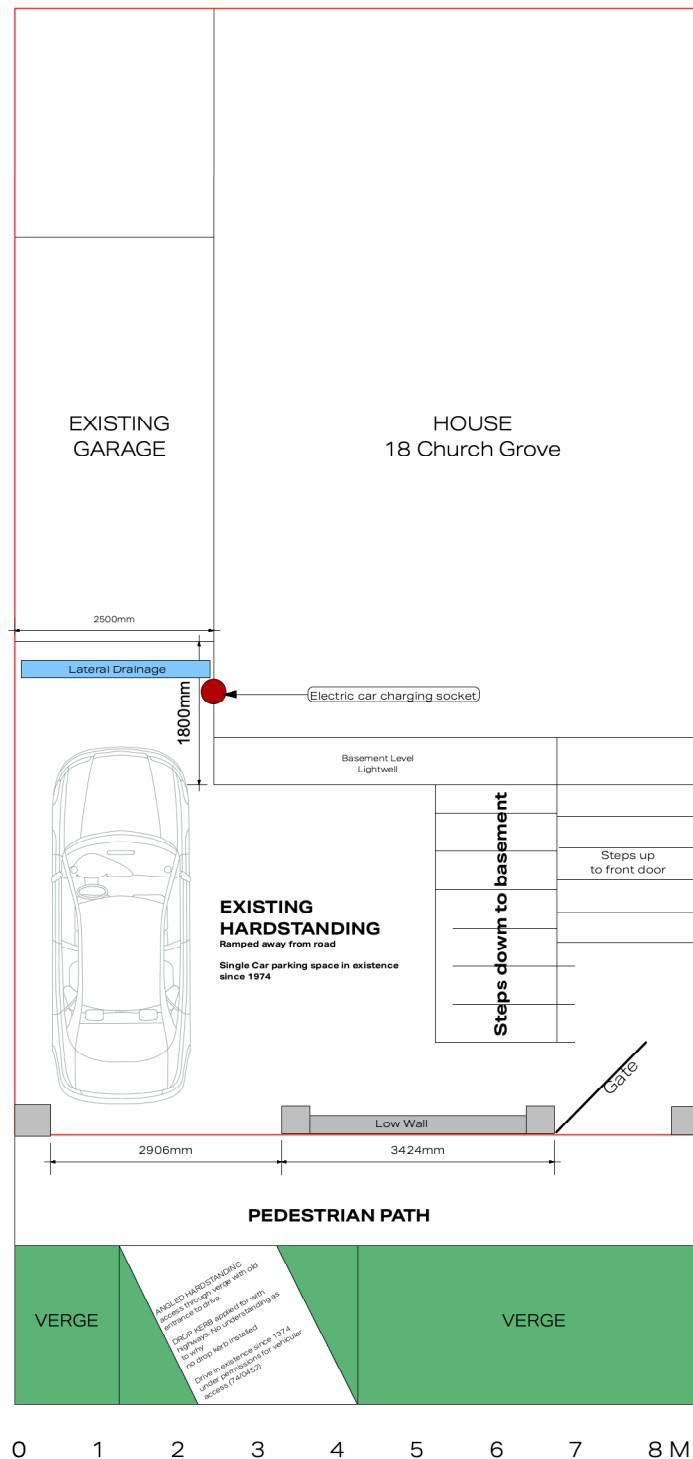 EXISTING
GARAGE
HOUSE
18 Church Grove
2500mm
Lateral Drainage
1800mm
Electric car charging socket
Basement Level
Lightwell
Steps dowm to basement
Steps up
to front door
EXISTING
HARDSTANDING
Ramped away from road
Single Car parking space in existence
since 1974
Gate
Low Wall
2906mm
3424mm
PEDESTRIAN PATH
VERGE
ANGLED HARDSTANDING
access through verge with old
entrance to drive.
DROP KERB applied for with
highways. No understanding as
to why
no drop kerb installed
Drive in existence since 1974
under permissions for vehicular
access (74/0453)
VERGE
0 1 2 3 4 5 6 7 8 M